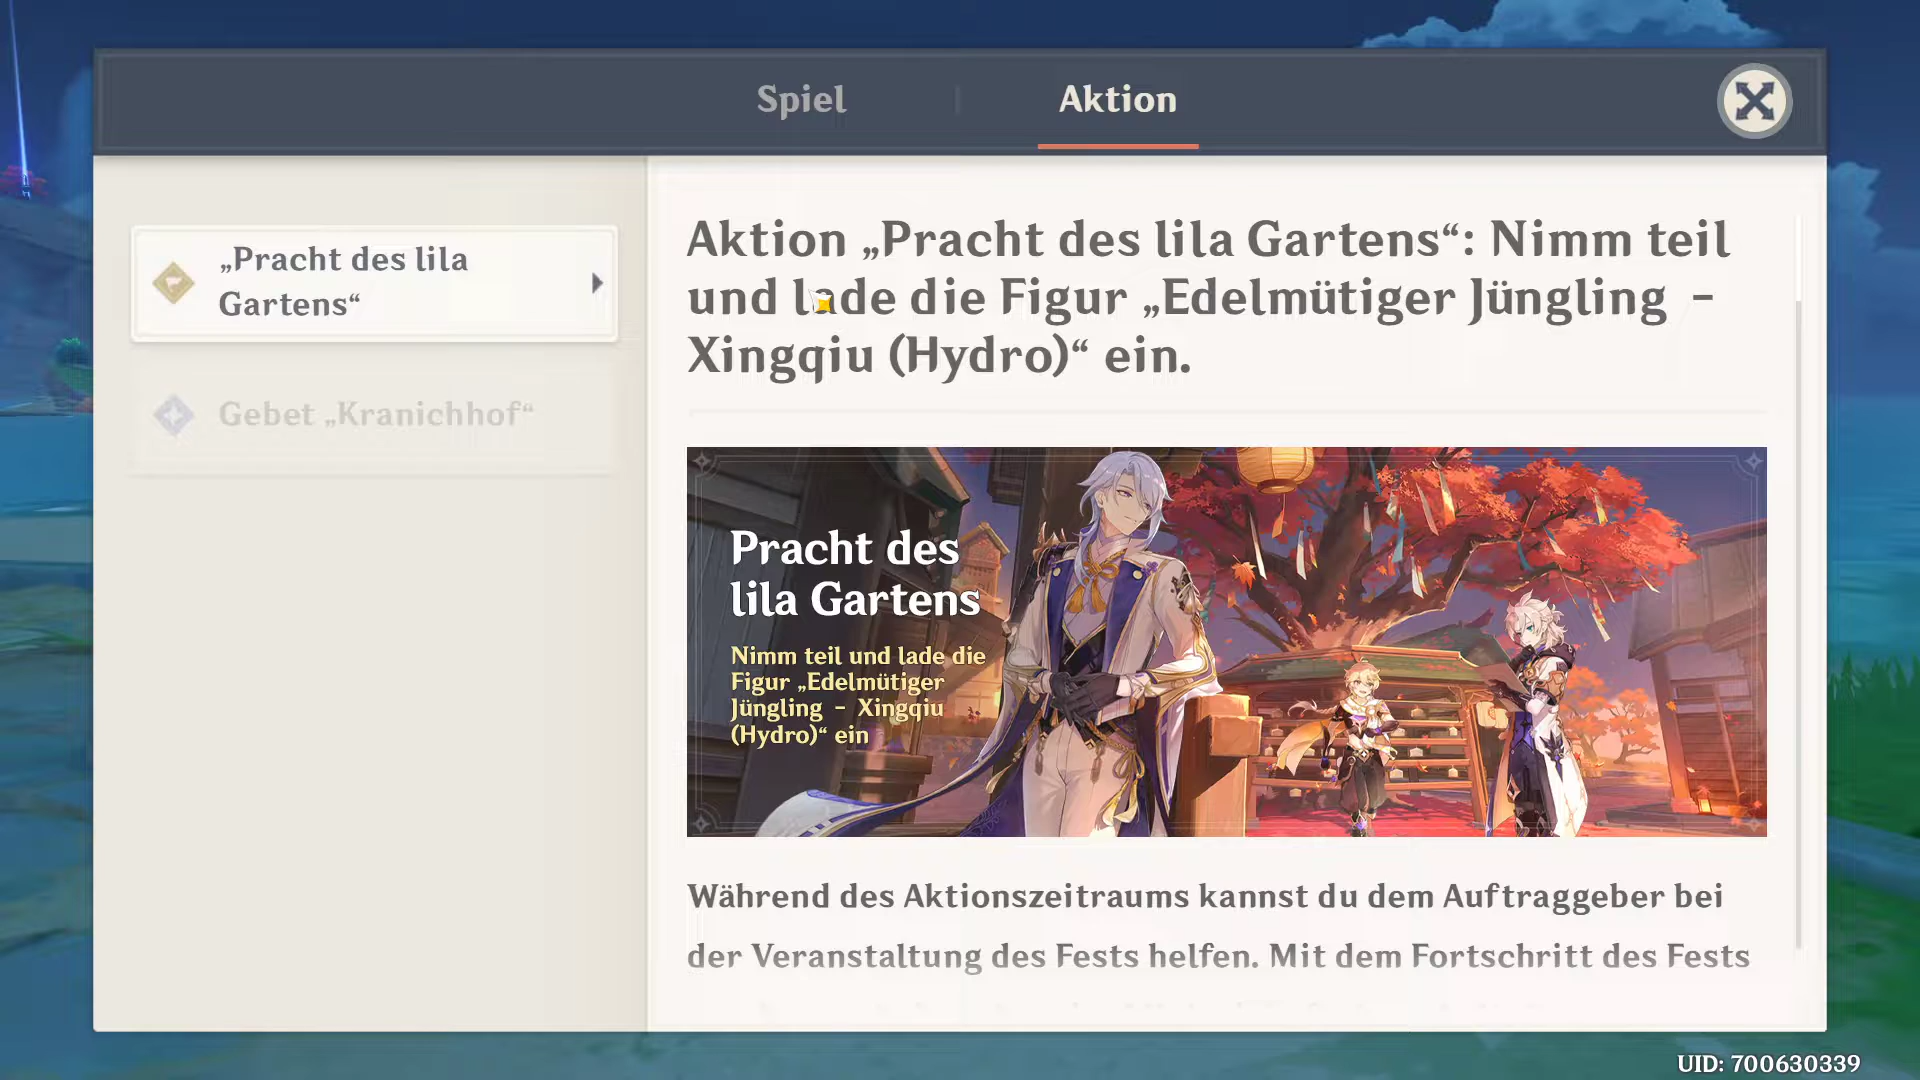 Spiel
Aktion
„Pracht des lila
Gartens“
Gebet „Kranichhof“
Aktion „Pracht des lila Gartens“: Nimm teil
und lade die Figur „Edelmütiger Jüngling –
Xingqiu (Hydro)“ ein.
Pracht des
lila Gartens
Nimm teil und lade die
Figur „Edelmütiger
Jüngling – Xingqiu
(Hydro)“ ein
Während des Aktionszeitraums kannst du dem Auftraggeber bei
der Veranstaltung des Fests helfen. Mit dem Fortschritt des Fests
UID: 700630339